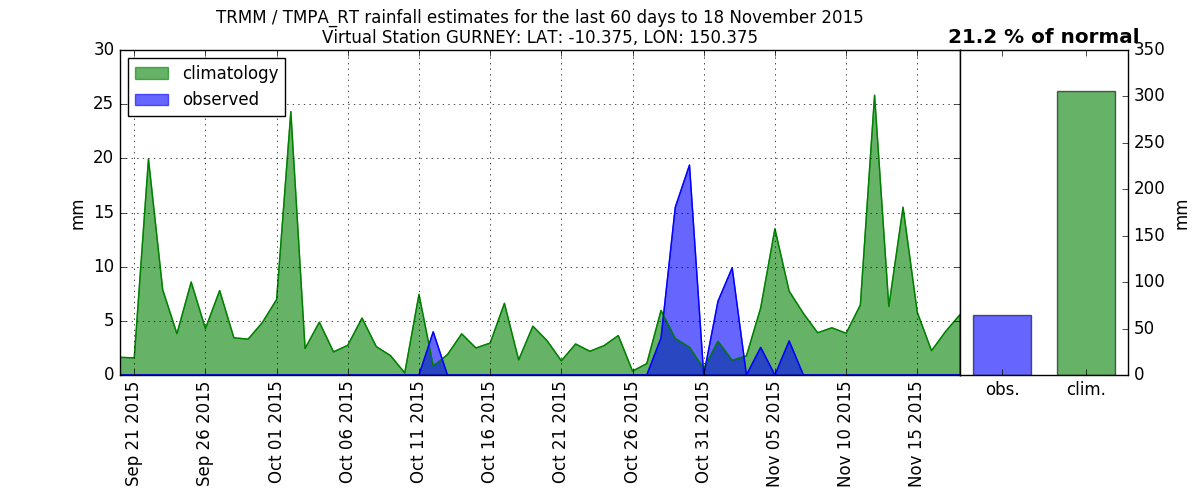 TRMM / TMPA_RT rainfall estimates for the last 60 days to 18 November 2015
Virtual Station GURNEY: LAT: -10.375, LON: 150.375
21.2 % of normal
climatology
observed
30
25
20
15
10
5
0
mm
Sep 21 2015
Sep 26 2015
Oct 01 2015
Oct 06 2015
Oct 11 2015
Oct 16 2015
Oct 21 2015
Oct 26 2015
Oct 31 2015
Nov 05 2015
Nov 10 2015
Nov 15 2015
350
300
250
200
150
100
50
0
mm
obs.
clim.